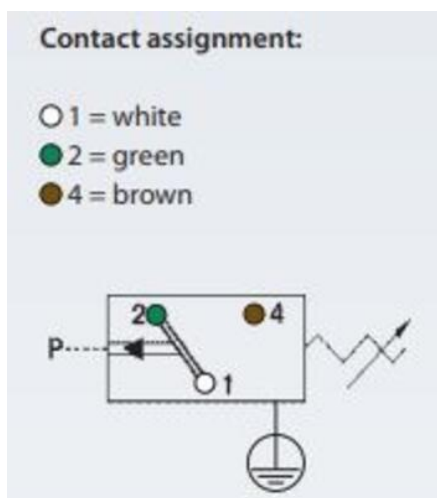 Contact assignment:
1 = white
2 = green
4 = brown
2
4
P
1